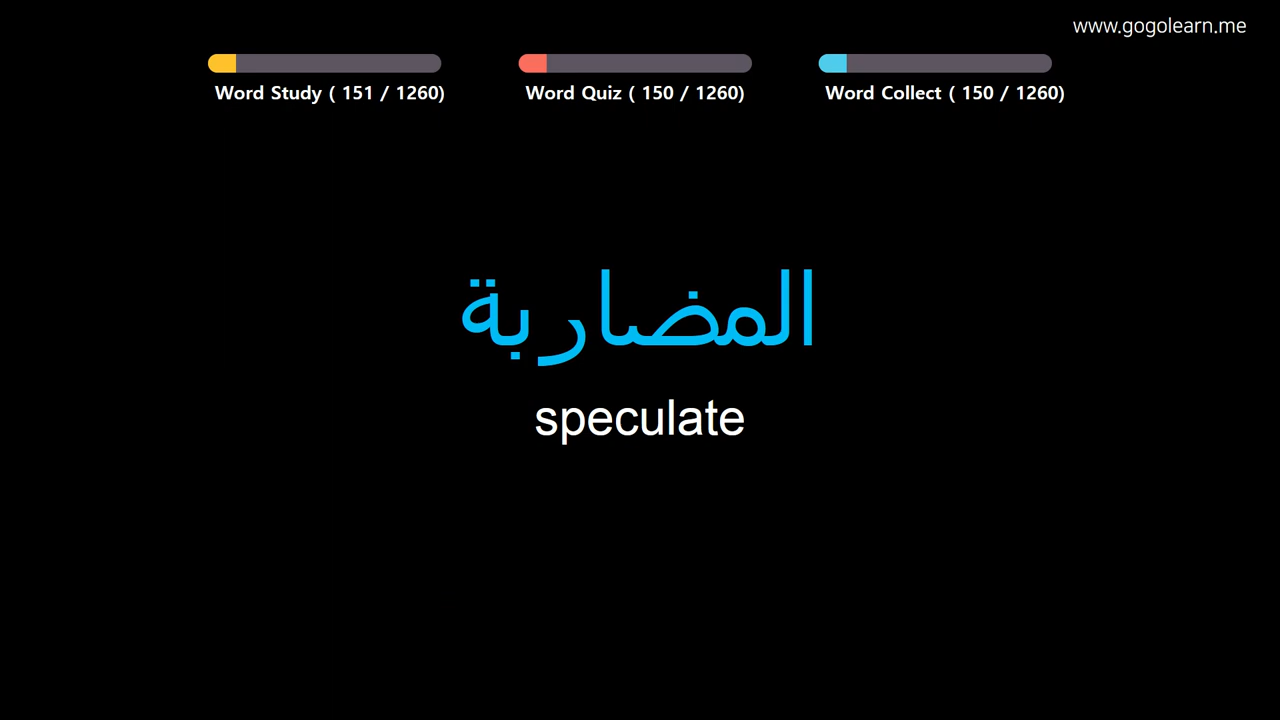 www.gogolearn.me
Word Study ( 151 / 1260)
Word Quiz ( 150 / 1260)
Word Collect ( 150 / 1260)
المضاربة
speculate